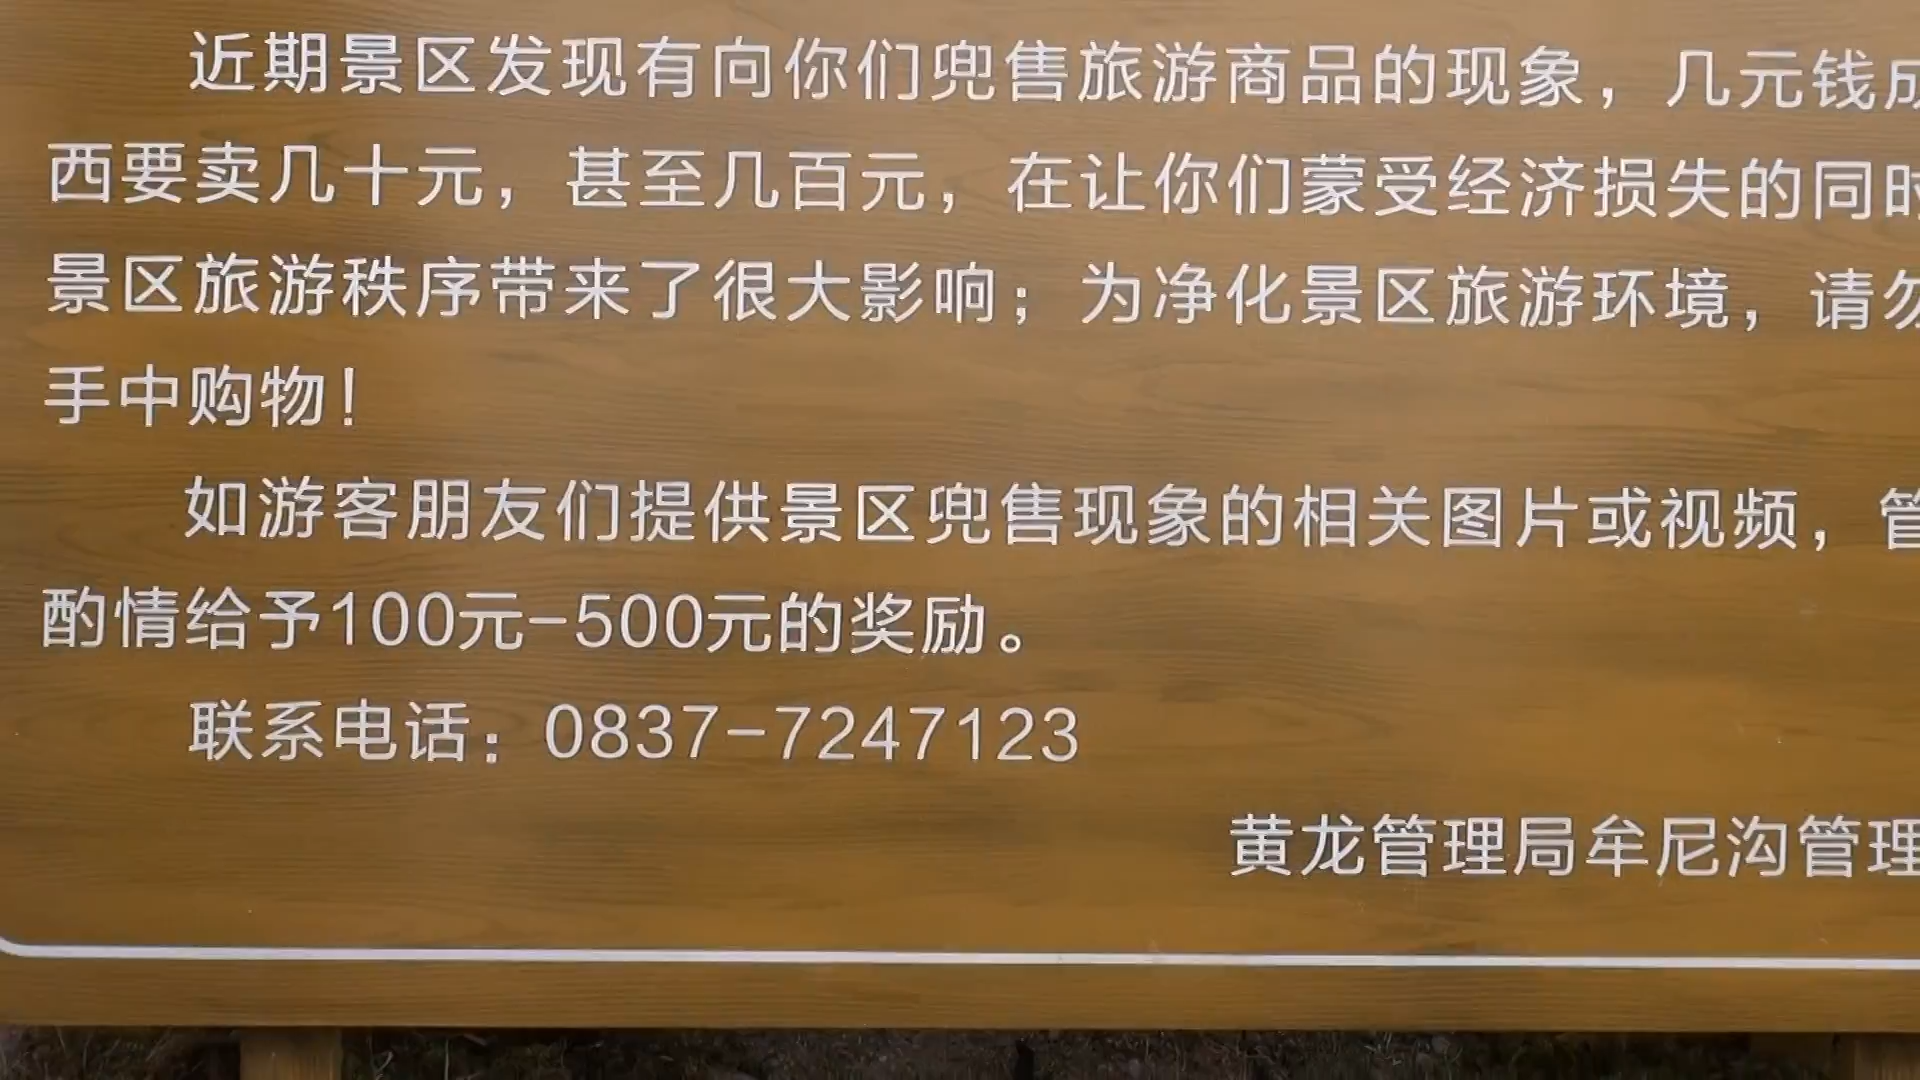 近期景区发现有向你们兜售旅游商品的现象，几元钱成
西要卖几十元，甚至几百元，在让你们蒙受经济损失的同时
景区旅游秩序带来了很大影响；为净化景区旅游环境，请勿
手中购物！
如游客朋友们提供景区兜售现象的相关图片或视频，管
酌情给予100元-500元的奖励。
联系电话：0837-7247123
黄龙管理局牟尼沟管理